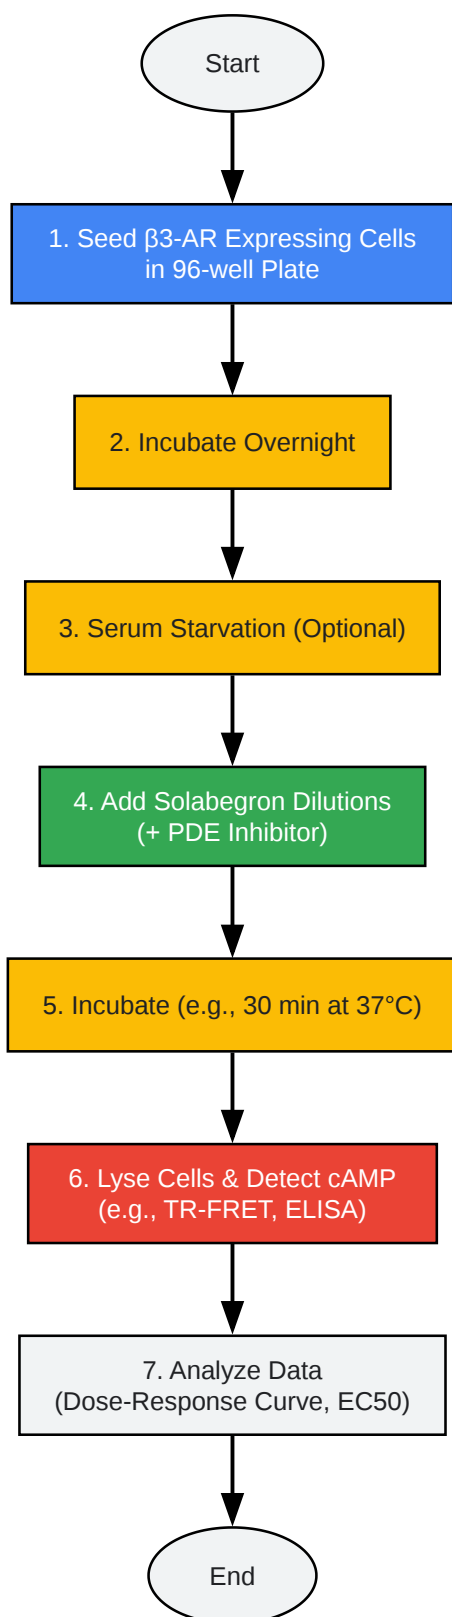 Start
1. Seed β3-AR Expressing Cells
in 96-well Plate
2. Incubate Overnight
3. Serum Starvation (Optional)
4. Add Solabegron Dilutions
(+ PDE Inhibitor)
5. Incubate (e.g., 30 min at 37°C)
6. Lyse Cells & Detect cAMP
(e.g., TR-FRET, ELISA)
7. Analyze Data
(Dose-Response Curve, EC50)
End